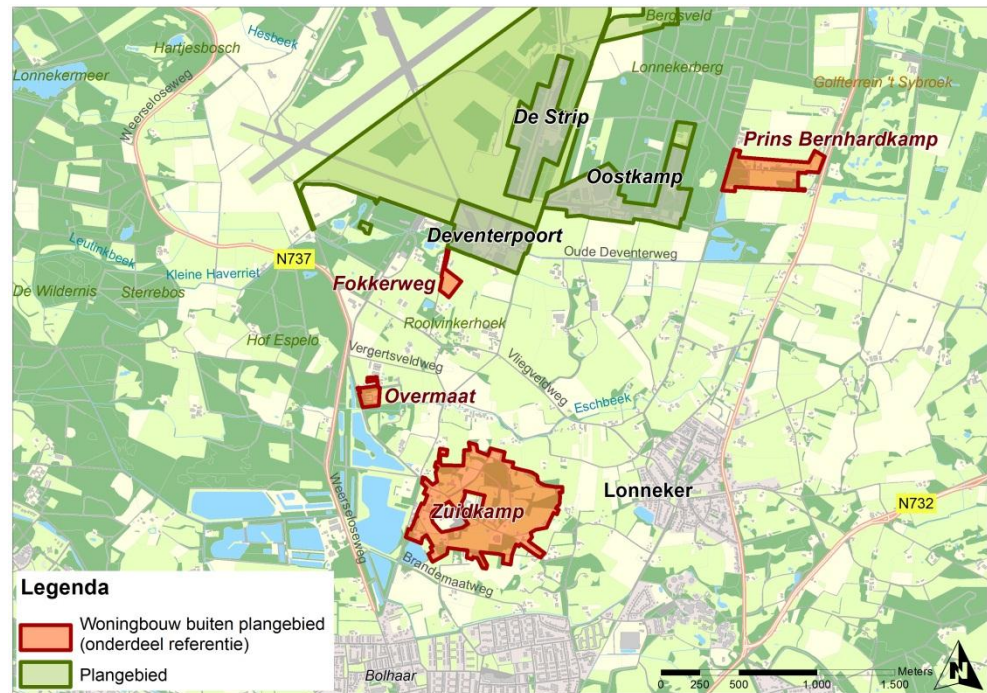 Bergsveld
Hesbeek
Hartjesbosch
Lonnekermeer
Lonnekerberg
Golfterrein 't Sybrook
Weerseloseweg
De Strip
Prins Bernhardkamp
Oostkamp
Deventerpoort
Leutinkbeek
N737
Oude Deventerweg
Kleine Haverriet
Fokkerweg
De Wildernis
Sterrebos
Roolvinkerhoek
Hof Espelo
Vergertsveldweg
Vliegveldweg
Overmaat
Eschbeek
Weerseloseweg
Lonneker
N732
Zuidkamp
Brandemaatweg
Legenda
Woningbouw buiten plangebied
(onderdeel referentie)
Plangebied
Bolhaar
Meters
0 250 500 1.000 1.500
N